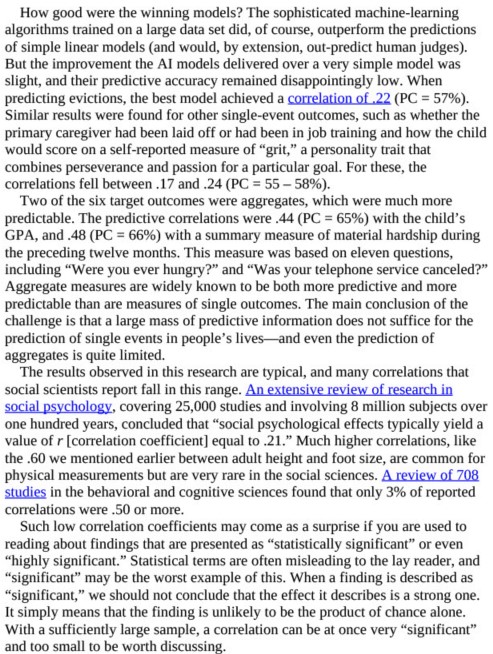 How good were the winning models? The sophisticated machine-learning
algorithms trained on a large data set did, of course, outperform the predictions
of simple linear models (and would, by extension, out-predict human judges).
But the improvement the AI models delivered over a very simple model was
slight, and their predictive accuracy remained disappointingly low. When
predicting evictions, the best model achieved a correlation of .22 (PC = 57%).
Similar results were found for other single-event outcomes, such as whether the
primary caregiver had been laid off or had been in job training and how the child
would score on a self-reported measure of “grit,” a personality trait that
combines perseverance and passion for a particular goal. For these, the
correlations fell between .17 and .24 (PC = 55 – 58%).
Two of the six target outcomes were aggregates, which were much more
predictable. The predictive correlations were .44 (PC = 65%) with the child’s
GPA, and .48 (PC = 66%) with a summary measure of material hardship during
the preceding twelve months. This measure was based on eleven questions,
including “Were you ever hungry?” and “Was your telephone service canceled?”
Aggregate measures are widely known to be both more predictive and more
predictable than are measures of single outcomes. The main conclusion of the
challenge is that a large mass of predictive information does not suffice for the
prediction of single events in people’s lives—and even the prediction of
aggregates is quite limited.
The results observed in this research are typical, and many correlations that
social scientists report fall in this range. An extensive review of research in
social psychology, covering 25,000 studies and involving 8 million subjects over
one hundred years, concluded that “social psychological effects typically yield a
value of r [correlation coefficient] equal to .21.” Much higher correlations, like
the .60 we mentioned earlier between adult height and foot size, are common for
physical measurements but are very rare in the social sciences. A review of 708
studies in the behavioral and cognitive sciences found that only 3% of reported
correlations were .50 or more.
Such low correlation coefficients may come as a surprise if you are used to
reading about findings that are presented as “statistically significant” or even
“highly significant.” Statistical terms are often misleading to the lay reader, and
“significant” may be the worst example of this. When a finding is described as
“significant,” we should not conclude that the effect it describes is a strong one.
It simply means that the finding is unlikely to be the product of chance alone.
With a sufficiently large sample, a correlation can be at once very “significant”
and too small to be worth discussing.